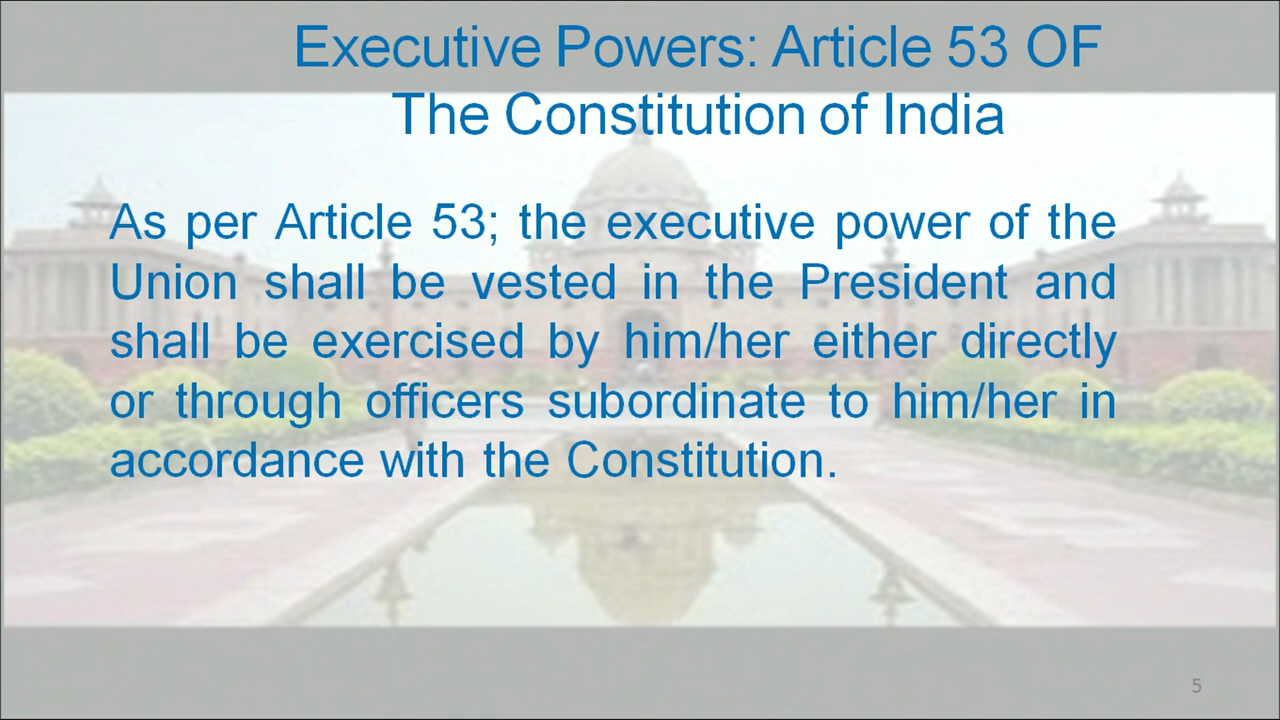 Executive Powers: Article 53 OF
The Constitution of India
As per Article 53; the executive power of the
Union shall be vested in the President and
shall be exercised by him/her either directly
or through officers subordinate to him/her in
accordance with the Constitution.
5